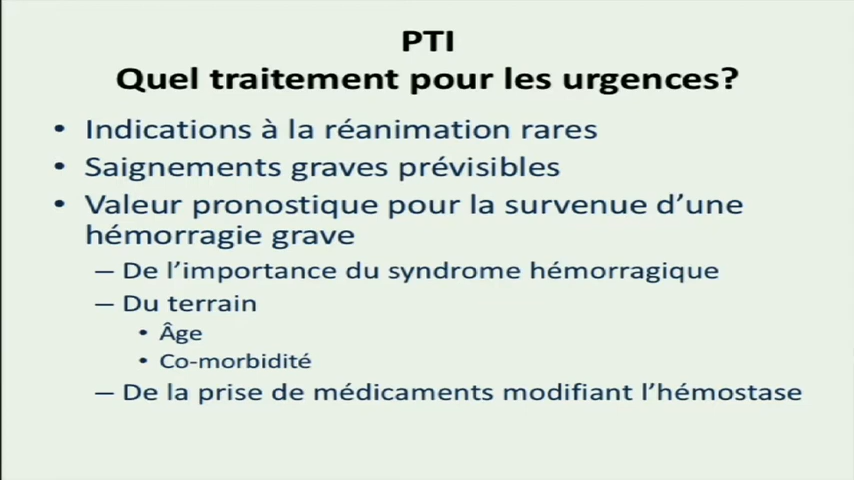 PTI
Quel traitement pour les urgences?
• Indications à la réanimation rares
• Saignements graves prévisibles
• Valeur pronostique pour la survenue d’une
hémorragie grave
– De l’importance du syndrome hémorragique
– Du terrain
• Âge
• Co-morbidité
– De la prise de médicaments modifiant l’hémostase